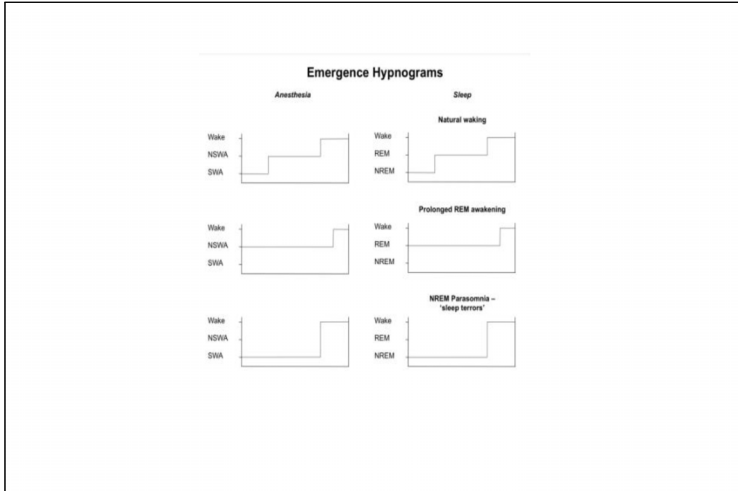 Emergence Hypnograms
Anesthesia
Sleep
Natural waking
Wake
NSWA
SWA
Wake
REM
NREM
Prolonged REM awakening
Wake
NSWA
SWA
Wake
REM
NREM
NREM Parasomnia –
'sleep terrors'
Wake
NSWA
SWA
Wake
REM
NREM